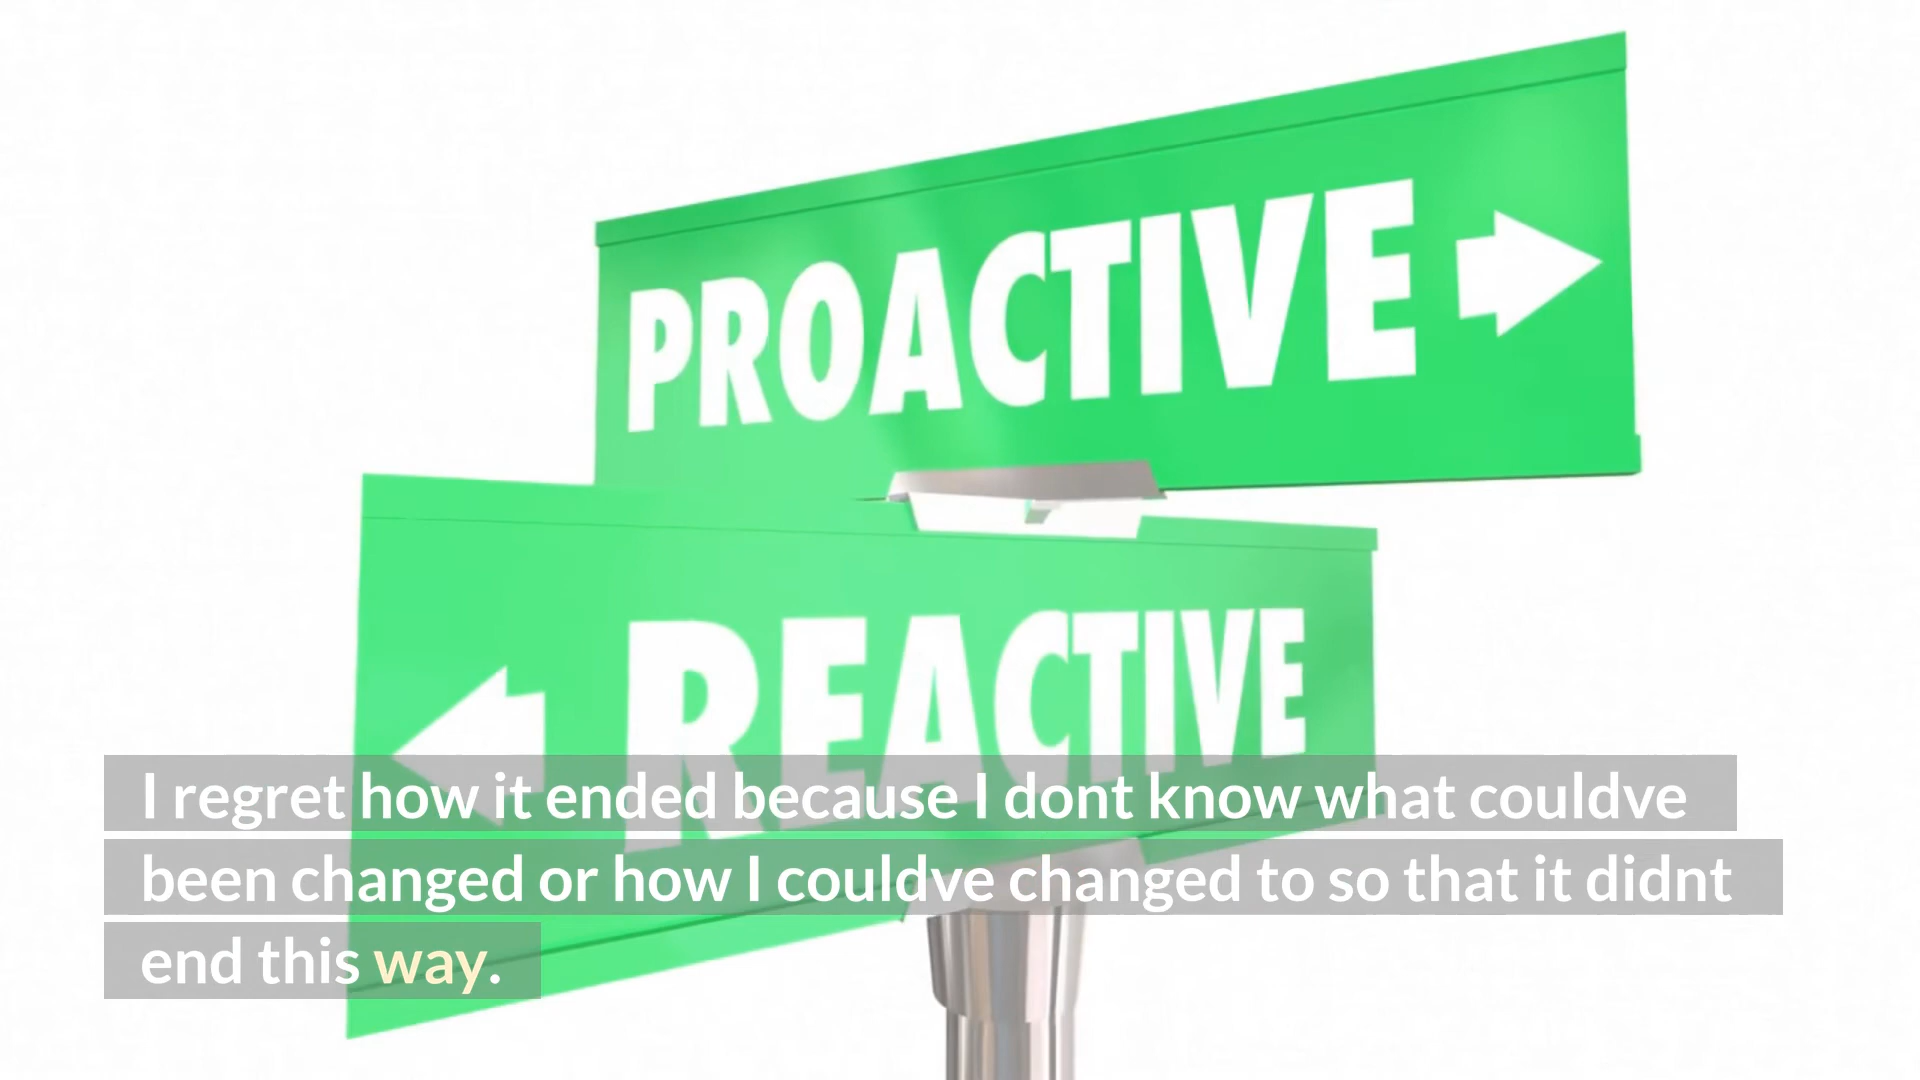 PROACTIVE
REACTIVE
I regret how it ended because I dont know what couldve
been changed or how I couldve changed to so that it didnt
end this way.